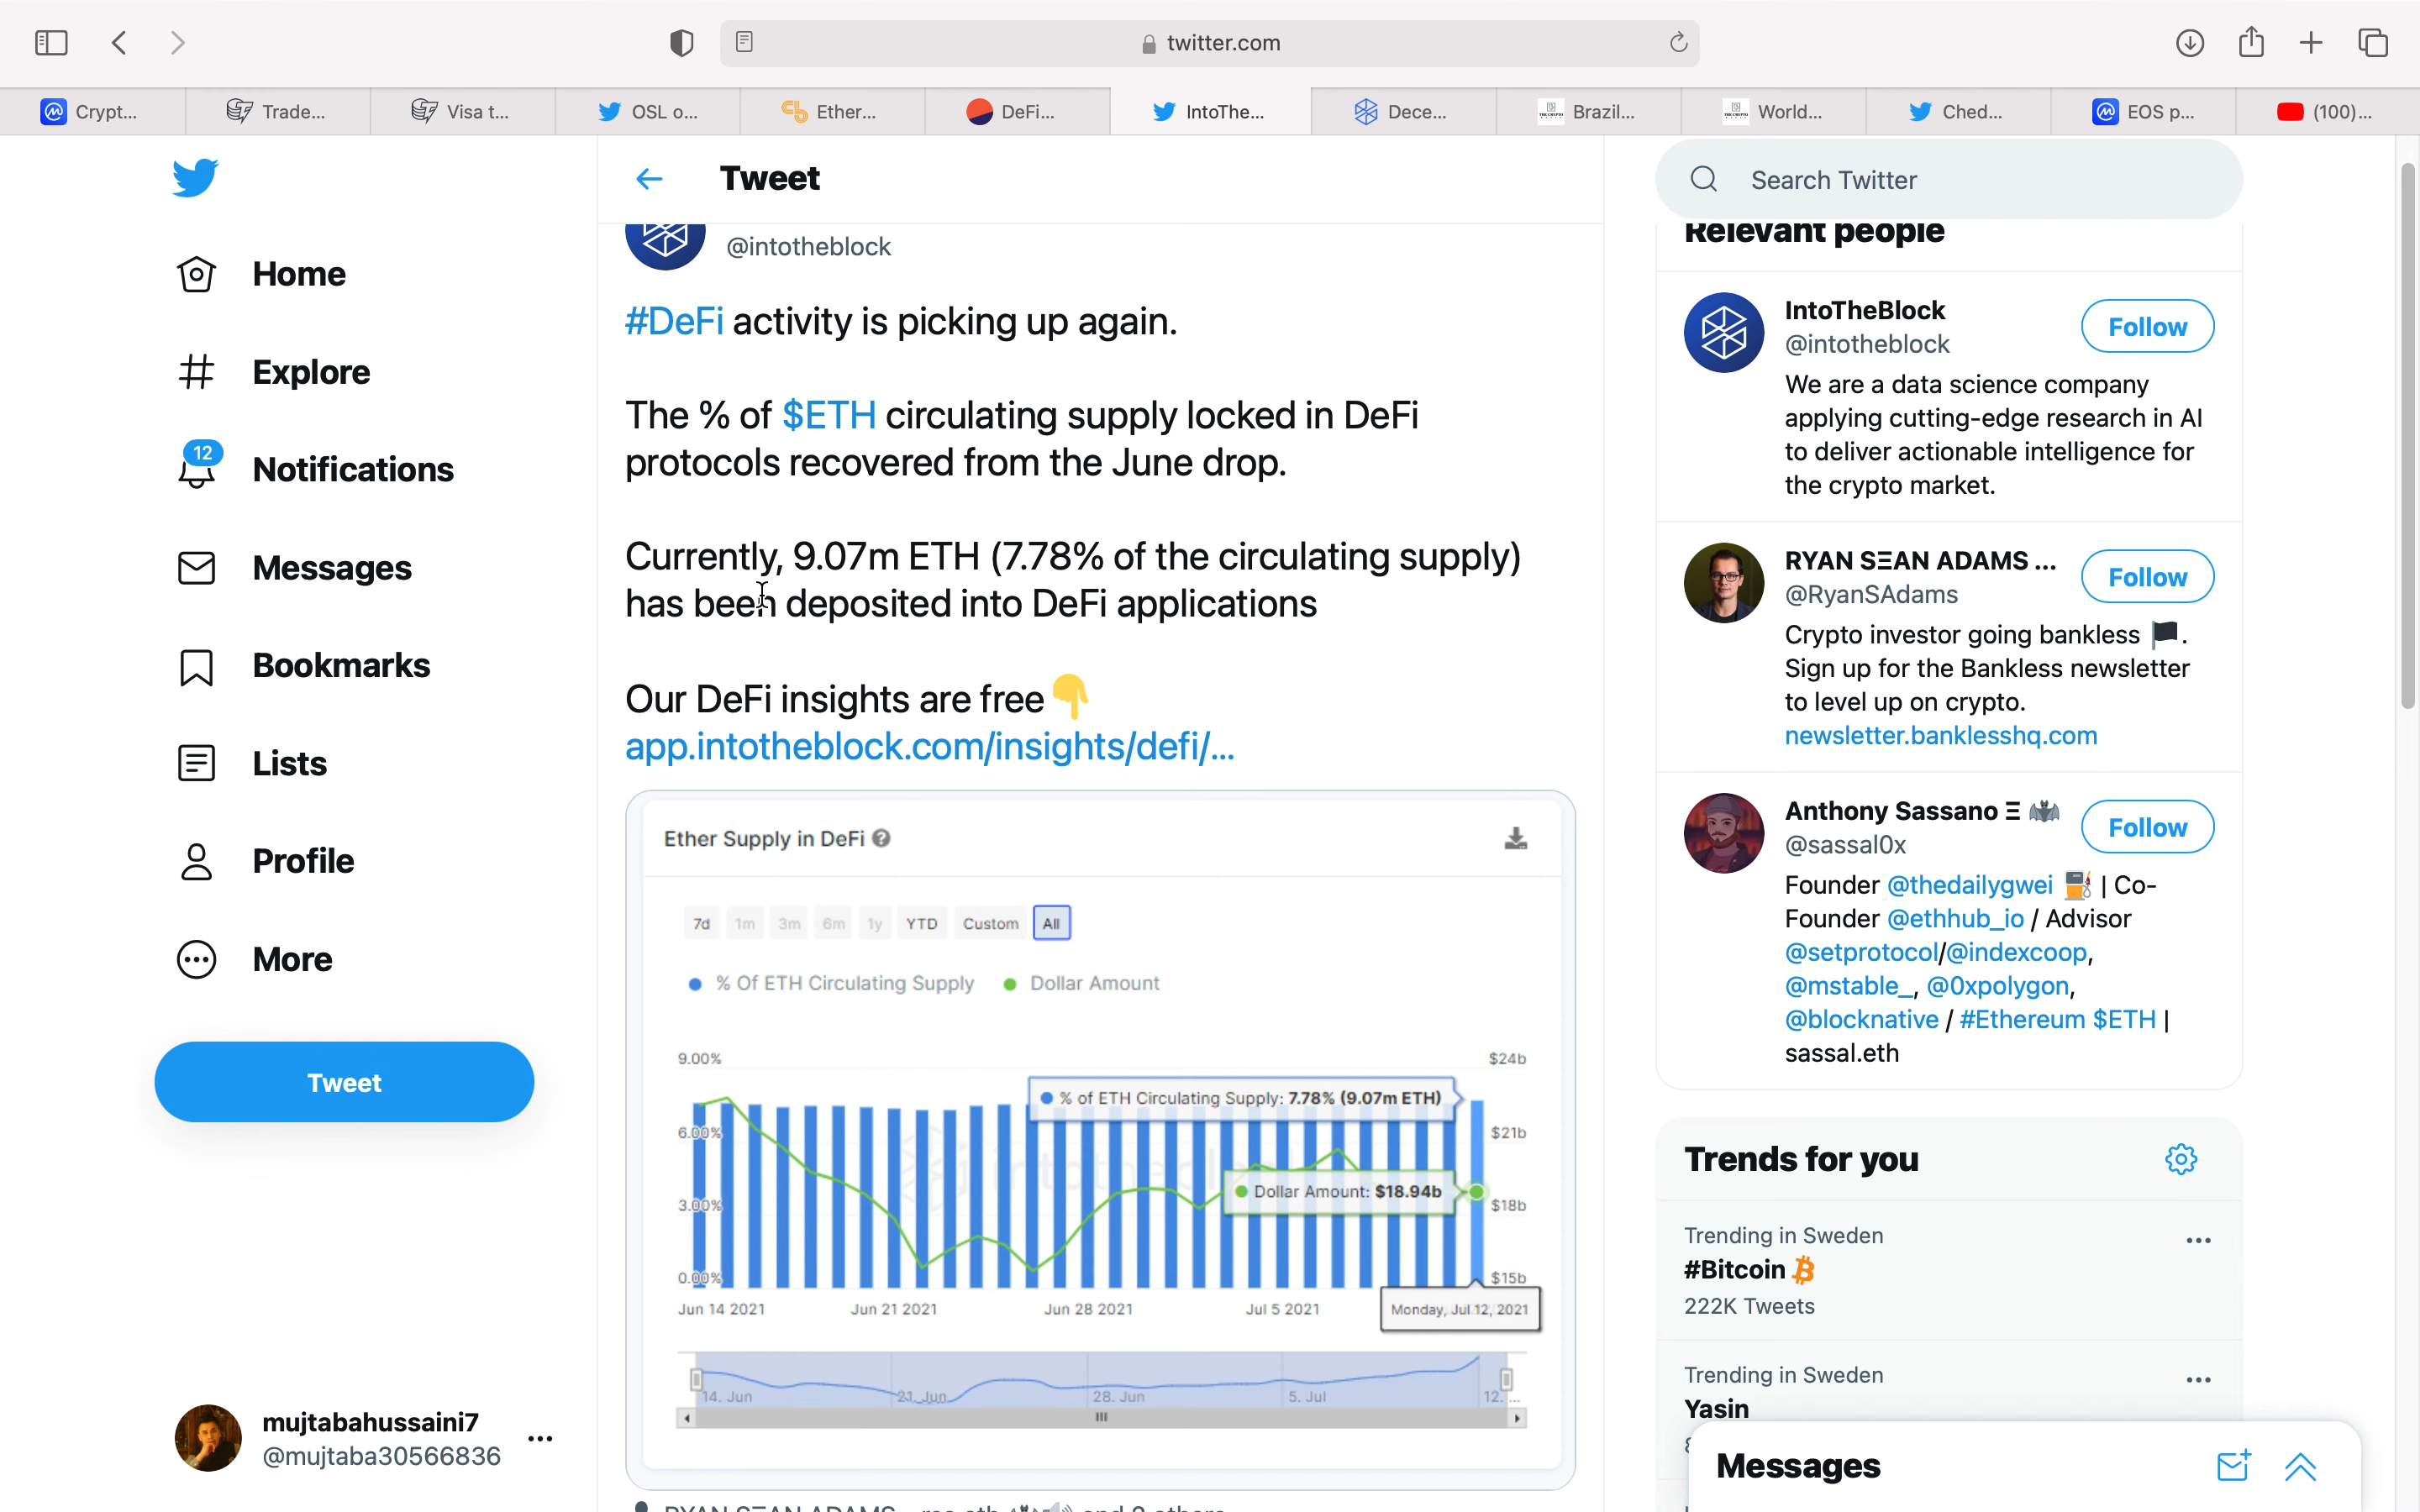 twitter.com
Crypt...
Trade...
Visa t...
OSL o...
Ether...
DeFi...
IntoThe...
Dece...
Brazil...
World...
Ched...
EOS p...
(100)...
Home
Explore
12
Notifications
Messages
Bookmarks
Lists
Profile
More
Tweet
mujtabahussaini7
@mujtaba30566836
Tweet
@intotheblock
#DeFi activity is picking up again.
The % of $ETH circulating supply locked in DeFi
protocols recovered from the June drop.
Currently, 9.07m ETH (7.78% of the circulating supply)
has been deposited into DeFi applications
Our DeFi insights are free👇
app.intotheblock.com/insights/defi/...
Ether Supply in DeFi
7d 1m 3m 6m 1y YTD Custom All
% Of ETH Circulating Supply Dollar Amount
9.00% $24b
% of ETH Circulating Supply: 7.78% (9.07m ETH)
6.00% $21b
intotheblock
Dollar Amount: $18.94b
3.00% $18b
0.00% $15b
Jun 14 2021 Jun 21 2021 Jun 28 2021 Jul 5 2021 Monday, Jul 12, 2021
14. Jun 21. Jun 28. Jun 5. Jul 12. ...
Search Twitter
Relevant people
IntoTheBlock
@intotheblock
Follow
We are a data science company
applying cutting-edge research in AI
to deliver actionable intelligence for
the crypto market.
RYAN SΞAN ADAMS ...
@RyanSAdams
Follow
Crypto investor going bankless 🏴.
Sign up for the Bankless newsletter
to level up on crypto.
newsletter.banklesshq.com
Anthony Sassano Ξ 🦇
@sassal0x
Follow
Founder @thedailygwei ⛽ | Co-
Founder @ethhub_io / Advisor
@setprotocol/@indexcoop,
@mstable_, @0xpolygon,
@blocknative / #Ethereum $ETH |
sassal.eth
Trends for you
Trending in Sweden
#Bitcoin
222K Tweets
Trending in Sweden
Yasin
Messages